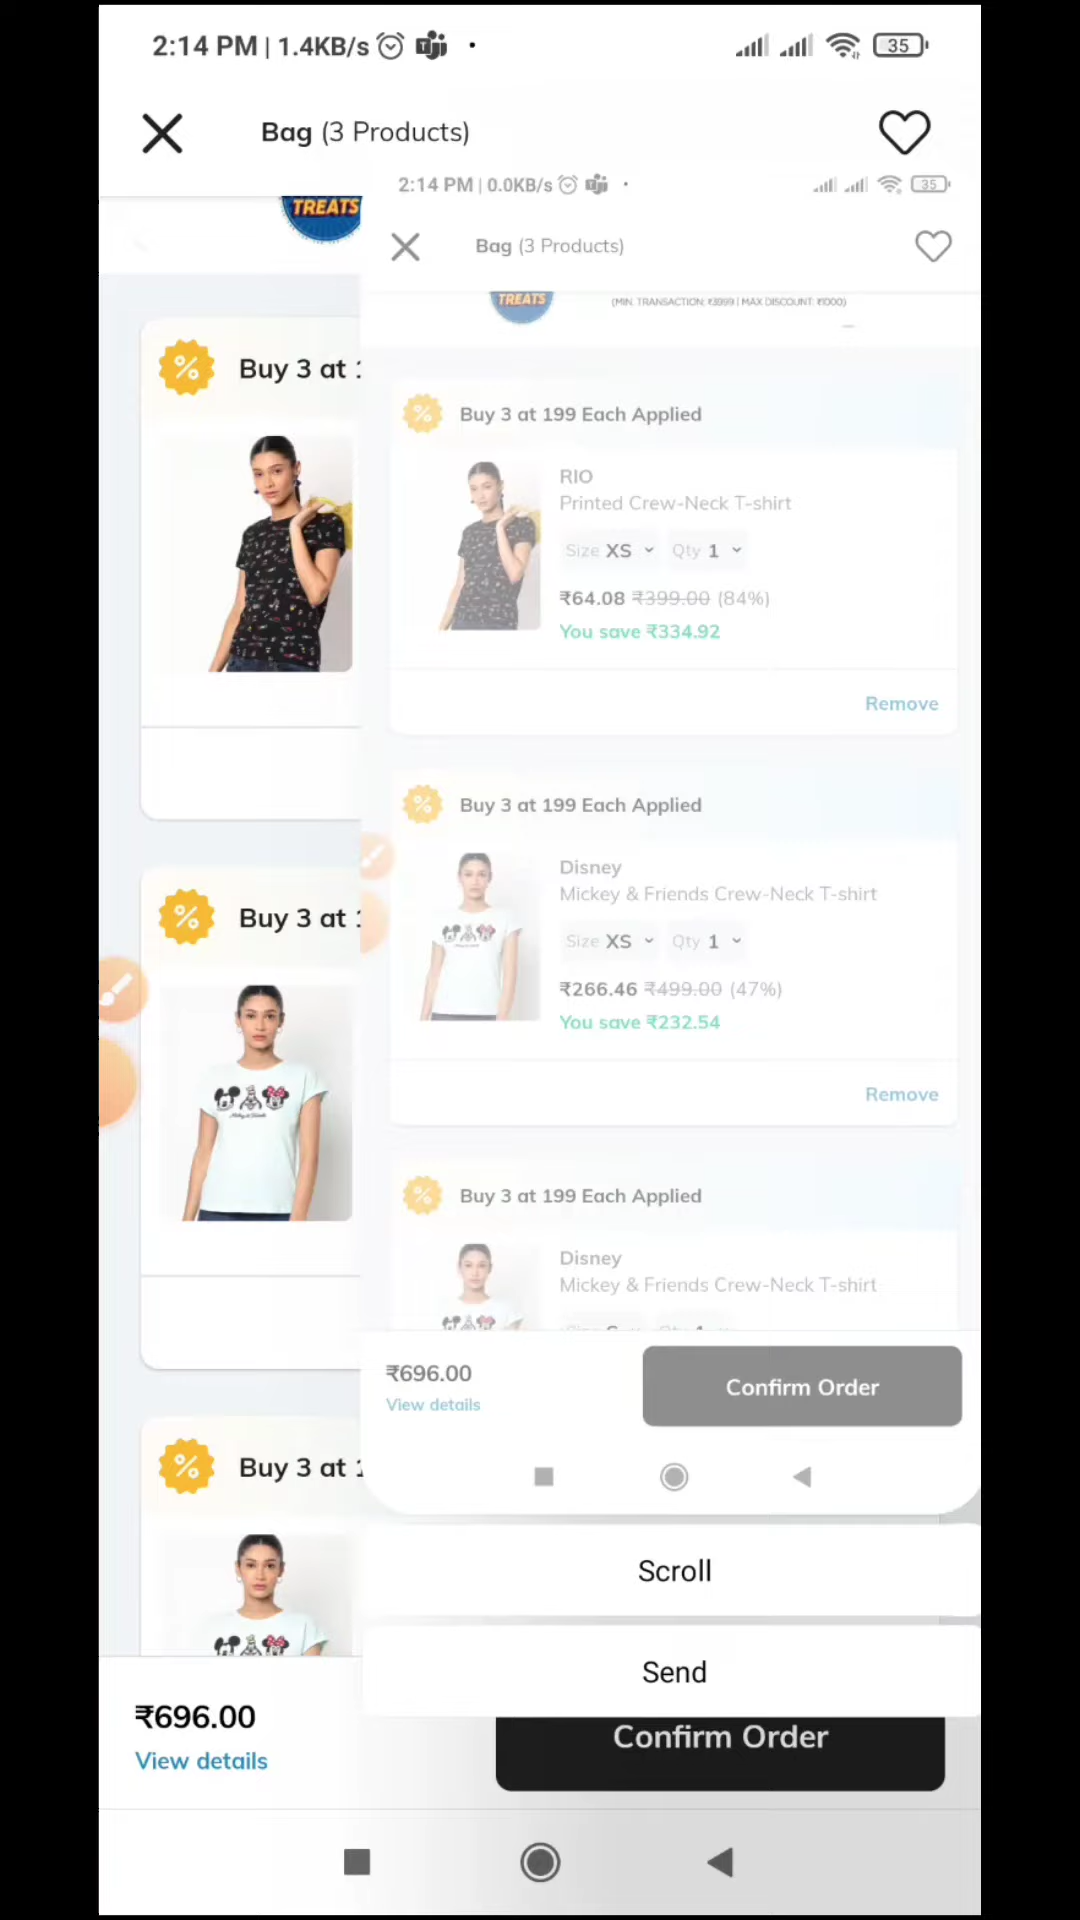 2:14 PM | 1.4KB/s
35
Bag (3 Products)
TREATS
Buy 3 at
Buy 3 at
Mickey & Friends
Buy 3 at
₹696.00
View details
Confirm Order
2:14 PM | 0.0KB/s
35
Bag (3 Products)
TREATS
(MIN. TRANSACTION: ₹3999 | MAX DISCOUNT: ₹1000)
Buy 3 at 199 Each Applied
RIO
Printed Crew-Neck T-shirt
Size XS Qty 1
₹64.08 ₹399.00 (84%)
You save ₹334.92
Remove
Buy 3 at 199 Each Applied
Disney
Mickey & Friends Crew-Neck T-shirt
Size XS Qty 1
₹266.46 ₹499.00 (47%)
You save ₹232.54
Remove
Buy 3 at 199 Each Applied
Disney
Mickey & Friends Crew-Neck T-shirt
₹696.00
View details
Confirm Order
Scroll
Send